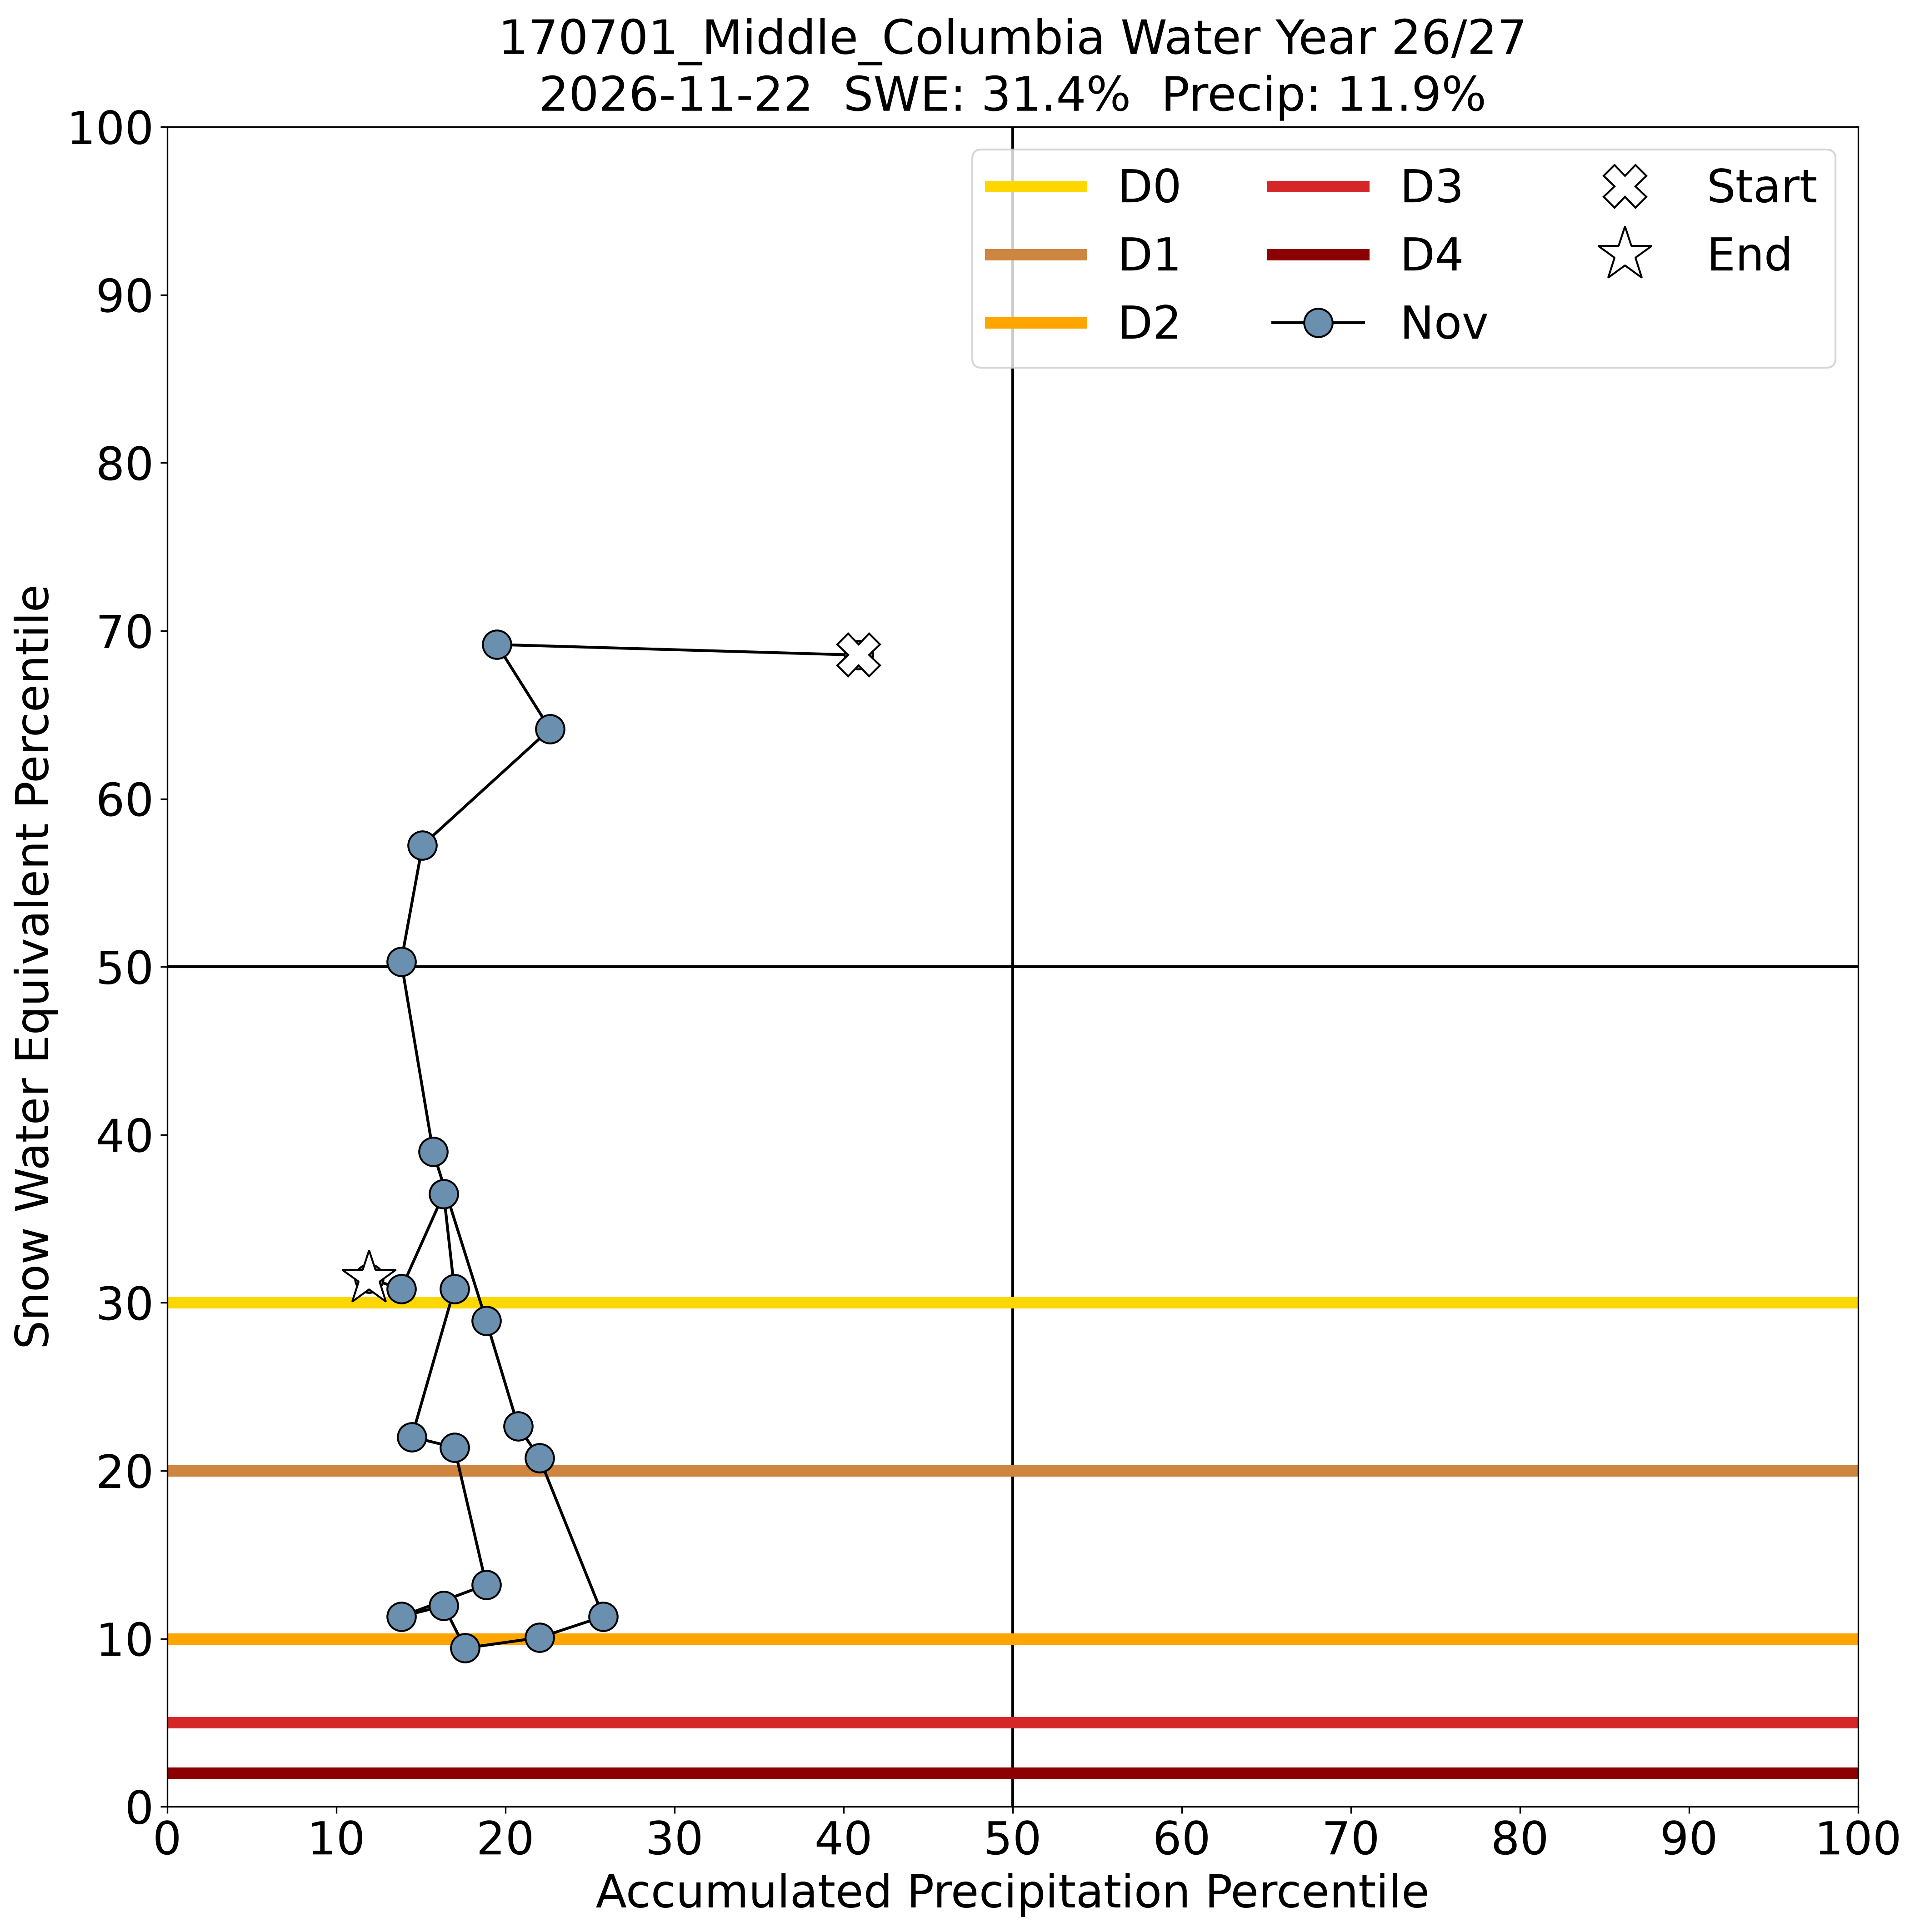 170701_Middle_Columbia Water Year 26/27
2026-11-22  SWE: 31.4%  Precip: 11.9%
D0
D1
D2
D3
D4
Nov
Start
End
Snow Water Equivalent Percentile
100
90
80
70
60
50
40
30
20
10
0
0 10 20 30 40 50 60 70 80 90 100
Accumulated Precipitation Percentile